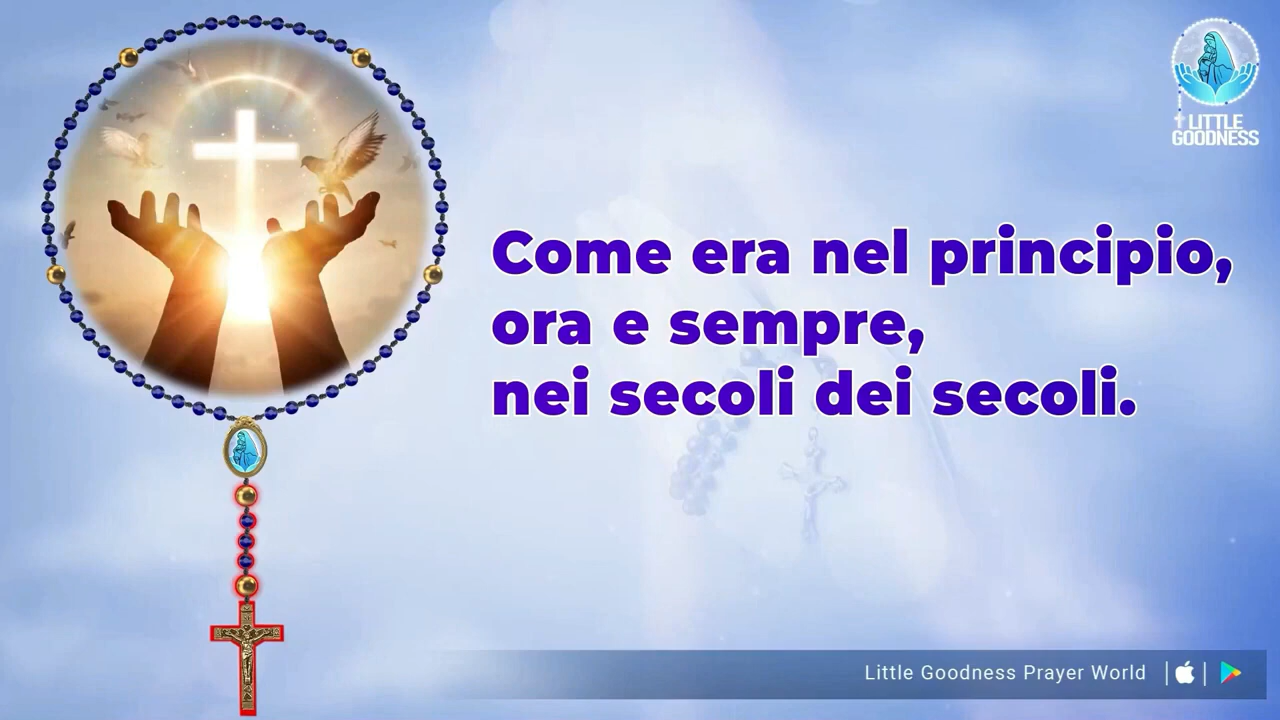 LITTLE
GOODNESS
Come era nel principio,
ora e sempre,
nei secoli dei secoli.
Little Goodness Prayer World